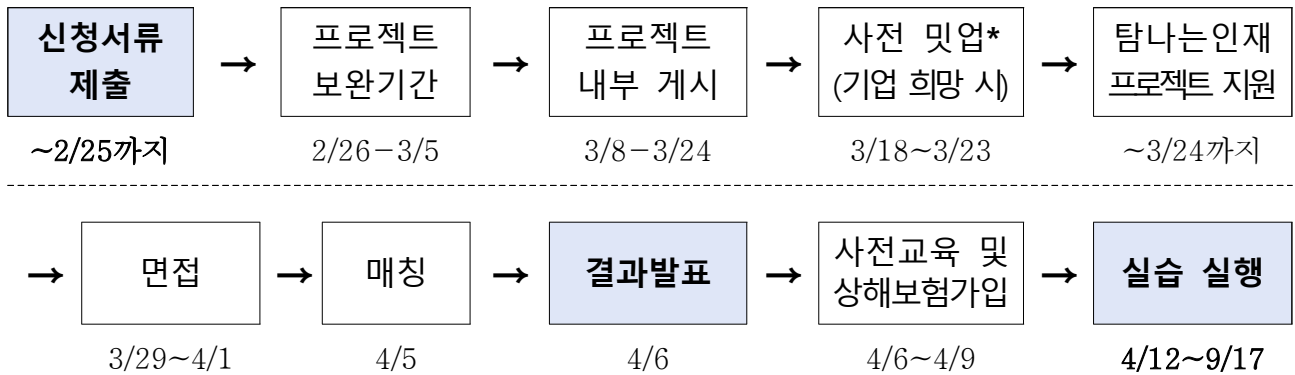 신청서류 제출
→
프로젝트 보완기간
→
프로젝트 내부 게시
→
사전 밋업*
(기업 희망 시)
→
탐나는인재 프로젝트 지원
~2/25까지
2/26-3/5
3/8-3/24
3/18~3/23
~3/24까지
→
면접
→
매칭
→
결과발표
→
사전교육 및 상해보험가입
→
실습 실행
3/29~4/1
4/5
4/6
4/6~4/9
4/12~9/17